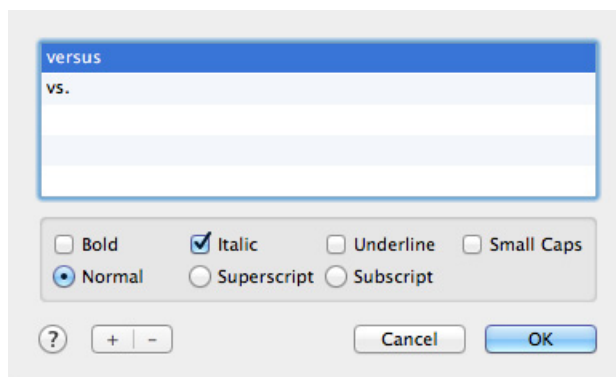 versus
vs.
Bold Italic Underline Small Caps
Normal Superscript Subscript
? + - Cancel OK